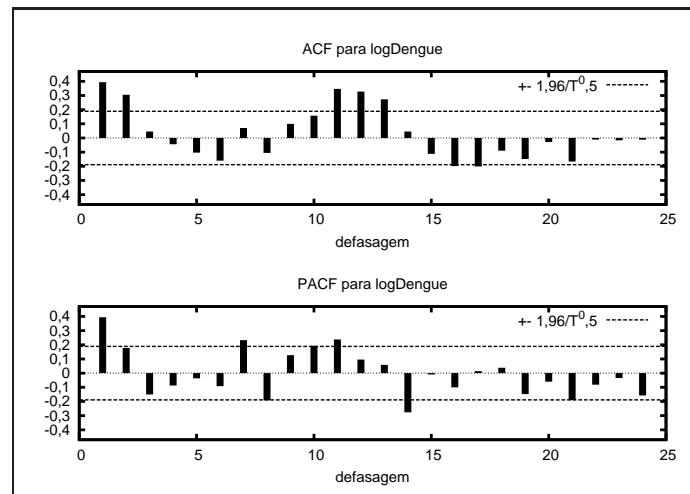 ACF para logDengue
+- 1,96/T^0,5
0,4
0,3
0,2
0,1
0
-0,1
-0,2
-0,3
-0,4
0 5 10 15 20 25
defasagem
PACF para logDengue
+- 1,96/T^0,5
0,4
0,3
0,2
0,1
0
-0,1
-0,2
-0,3
-0,4
0 5 10 15 20 25
defasagem